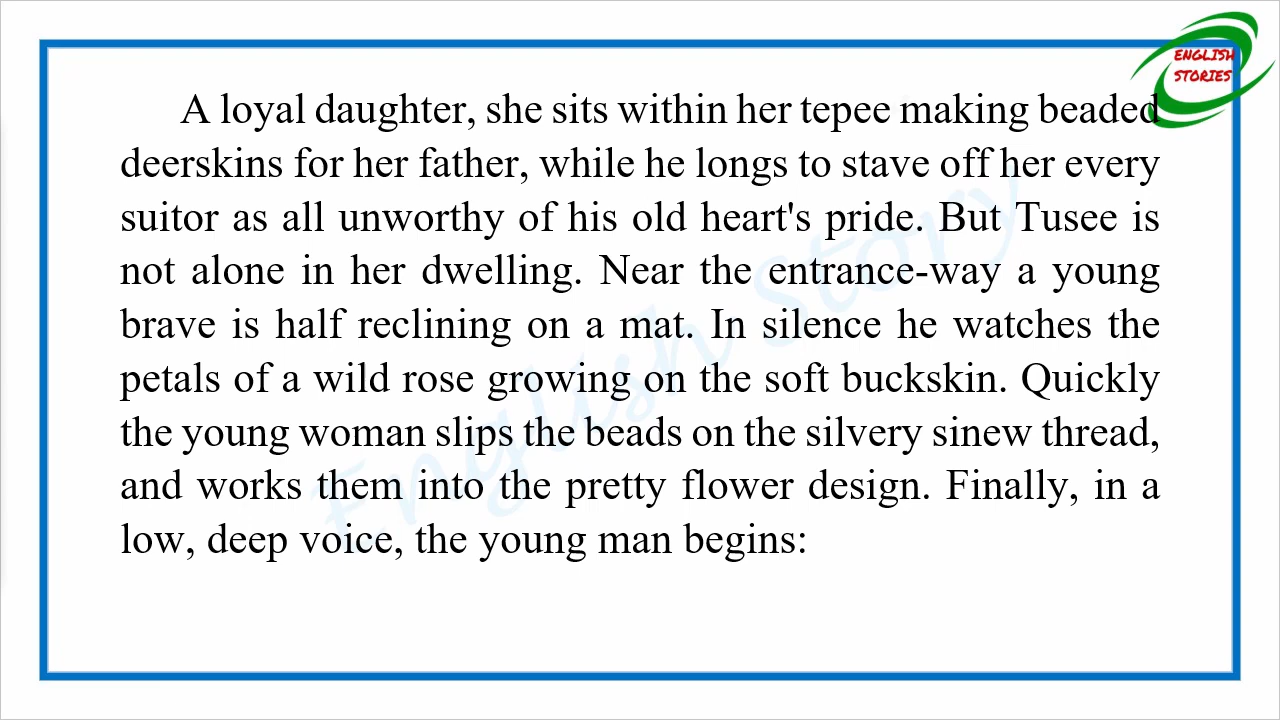 ENGLISH
STORIES
A loyal daughter, she sits within her tepee making beaded
deerskins for her father, while he longs to stave off her every
suitor as all unworthy of his old heart's pride. But Tusee is
not alone in her dwelling. Near the entrance-way a young
brave is half reclining on a mat. In silence he watches the
petals of a wild rose growing on the soft buckskin. Quickly
the young woman slips the beads on the silvery sinew thread,
and works them into the pretty flower design. Finally, in a
low, deep voice, the young man begins:
English Story